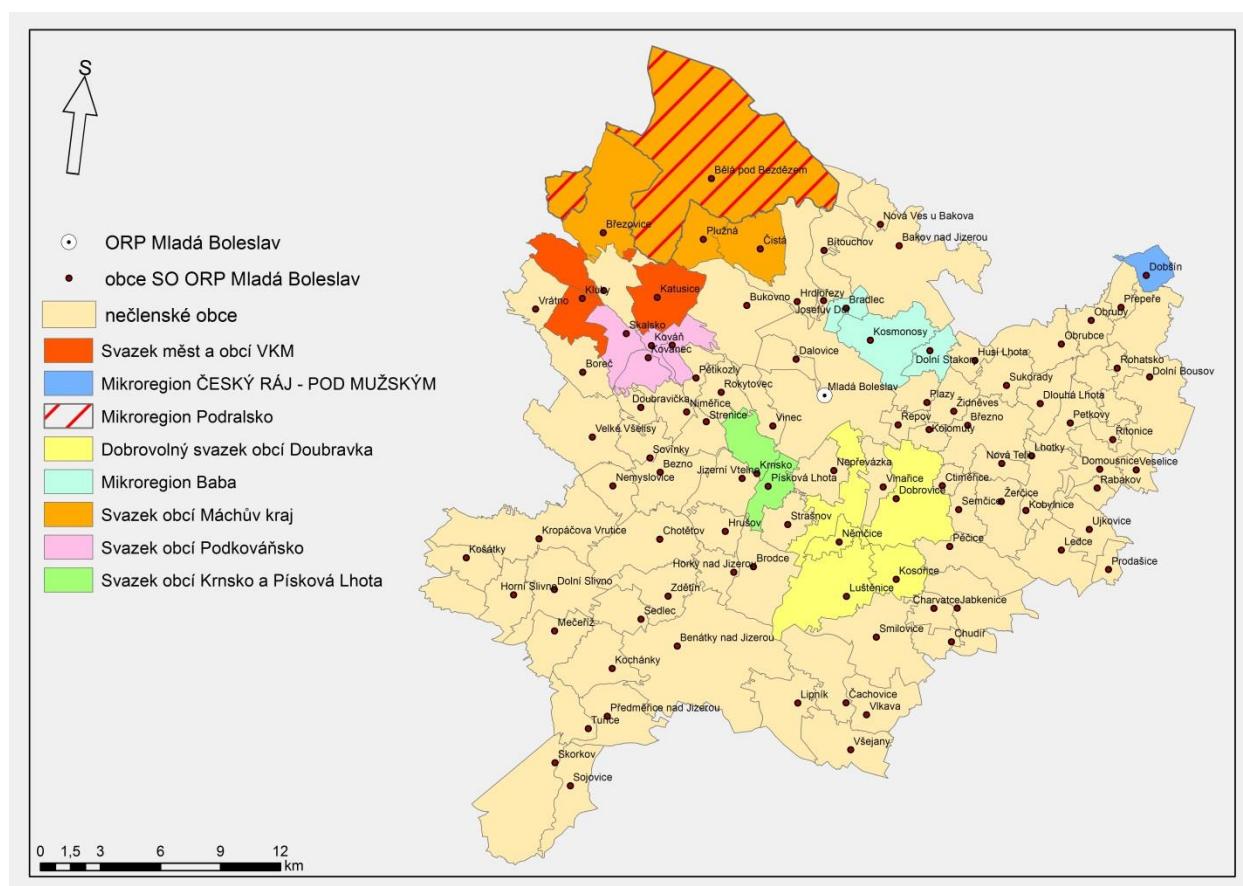 S
ORP Mladá Boleslav
obce SO ORP Mladá Boleslav
nečlenské obce
Svazek měst a obcí VKM
Mikroregion ČESKÝ RÁJ - POD MUŽSKÝM
Mikroregion Podralsko
Dobrovolný svazek obcí Doubravka
Mikroregion Baba
Svazek obcí Máchův kraj
Svazek obcí Podkováňsko
Svazek obcí Krnsko a Písková Lhota
0 1,5 3 6 9 12
km
Bělá pod Bezdězem
Nová Ves u Bakova
Březovice
Plužná
Čistá
Bítouchov
Bakov nad Jizerou
Dobšín
Kluby
Katusice
Vrátno
Bukovno
Hrdlořezy
Josefův Důl
Bradlec
Přepeře
Obruby
Skalsko
Kováň
Kovanec
Kosmonosy
Dolní Stakory
Husí Lhota
Obrubce
Boreč
Pětikozly
Dalovice
Rohatsko
Dolní Bousov
Sukorady
Rokytovec
Mladá Boleslav
Doubravička
Niměřice
Strenice
Vinec
Plazy
Židněves
Dlouhá Lhota
Řepov
Kolomuty
Březno
Petkovy
Velké Všelisy
Řitonice
Sovínky
Bezno
Jizerní Vtelno
Krnsko
Nepřevázka
Nová Telib
Lhotky
Domousnice
Veselice
Nemyslovice
Písková Lhota
Vinařice
Dobrovice
Ctiměřice
Rabakov
Semčice
Žerčice
Kobylnice
Kropáčova Vrutice
Chotětov
Hrušov
Strašnov
Němčice
Pěčice
Ledce
Ujkovice
Košátky
Horky nad Jizerou
Brodce
Kosořice
Prodašice
Horní Slivno
Dolní Slivno
Zdětín
Luštěnice
Charvatce
Jabkenice
Mečeříž
Sedlec
Smilovice
Chudíř
Benátky nad Jizerou
Kochánky
Lipník
Čachovice
Vlkava
Předměřice nad Jizerou
Tuřice
Všejany
Skorkov
Sojovice